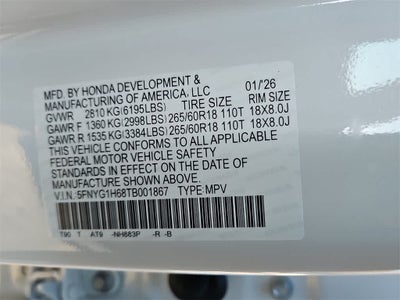 MFD. BY HONDA DEVELOPMENT &
MANUFACTURING OF AMERICA, LLC 01/'26
GVWR 2810 KG(6195LBS) TIRE SIZE RIM SIZE
GAWR F 1360 KG(2998LBS) 265/60R18 110T 18X8.0J
GAWR R 1535 KG(3384LBS) 265/60R18 110T 18X8.0J
THIS VEHICLE CONFORMS TO ALL APPLICABLE
FEDERAL MOTOR VEHICLE SAFETY
STANDARDS IN EFFECT ON THE DATE OF
MANUFACTURE SHOWN ABOVE.
V.I.N.: 5FNYG1H68TB001867 TYPE: MPV
T90 T AT9 -NH883P -R -B